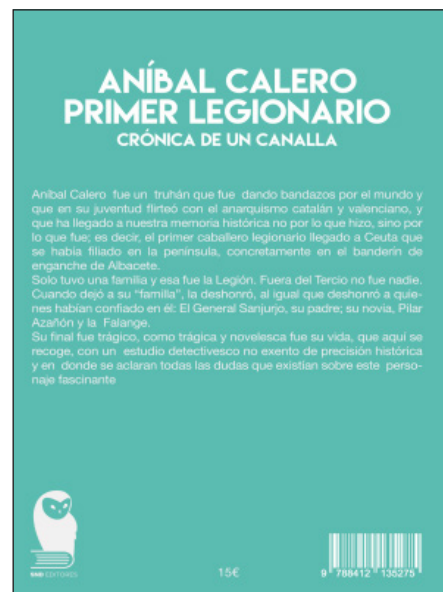 ANÍBAL CALERO
PRIMER LEGIONARIO
CRÓNICA DE UN CANALLA
Aníbal Calero fue un truhán que fue dando bandazos por el mundo y
que en su juventud flirteó con el anarquismo catalán y valenciano, y
que ha llegado a nuestra memoria histórica no por lo que hizo, sino por
lo que fue; es decir, el primer caballero legionario llegado a Ceuta que
se había filiado en la península, concretamente en el banderín de
enganche de Albacete.
Solo tuvo una familia y esa fue la Legión. Fuera del Tercio no fue nadie.
Cuando dejó a su “familia”, la deshonró, al igual que deshonró a quie-
nes habían confiado en él: El General Sanjurjo, su padre; su novia, Pilar
Azañón y la Falange.
Su final fue trágico, como trágica y novelesca fue su vida, que aquí se
recoge, con un estudio detectivesco no exento de precisión histórica
y en donde se aclaran todas las dudas que existían sobre este perso-
naje fascinante
EDITORES
15€
9 788412 135275